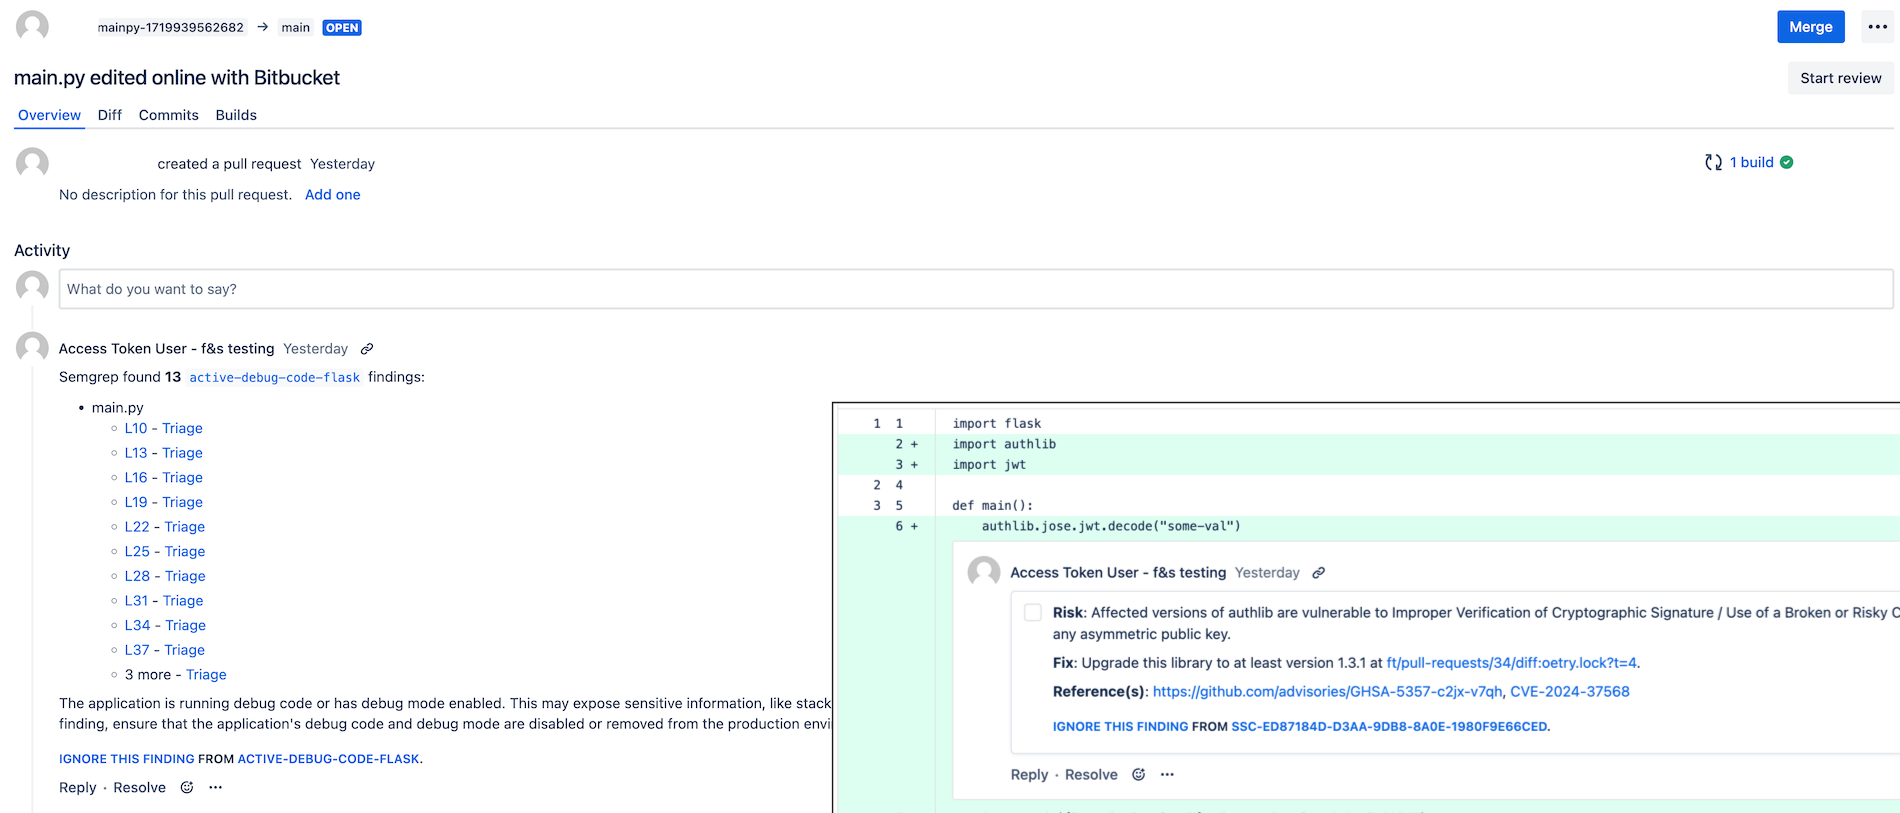 mainpy-1719939562682 → main OPEN
Merge
main.py edited online with Bitbucket
Start review
Overview Diff Commits Builds
created a pull request Yesterday
1 build
No description for this pull request. Add one
Activity
What do you want to say?
Access Token User - f&s testing Yesterday
Semgrep found 13 active-debug-code-flask findings:
• main.py
L10 - Triage
L13 - Triage
L16 - Triage
L19 - Triage
L22 - Triage
L25 - Triage
L28 - Triage
L31 - Triage
L34 - Triage
L37 - Triage
3 more - Triage
The application is running debug code or has debug mode enabled. This may expose sensitive information, like stack
finding, ensure that the application's debug code and debug mode are disabled or removed from the production envi
IGNORE THIS FINDING FROM ACTIVE-DEBUG-CODE-FLASK.
Reply · Resolve
1 1 import flask
2 + import authlib
3 + import jwt
2 4
3 5 def main():
6 + authlib.jose.jwt.decode("some-val")
Access Token User - f&s testing Yesterday
Risk: Affected versions of authlib are vulnerable to Improper Verification of Cryptographic Signature / Use of a Broken or Risky C
any asymmetric public key.
Fix: Upgrade this library to at least version 1.3.1 at ft/pull-requests/34/diff:oetry.lock?t=4.
Reference(s): https://github.com/advisories/GHSA-5357-c2jx-v7qh, CVE-2024-37568
IGNORE THIS FINDING FROM SSC-ED87184D-D3AA-9DB8-8A0E-1980F9E66CED.
Reply · Resolve